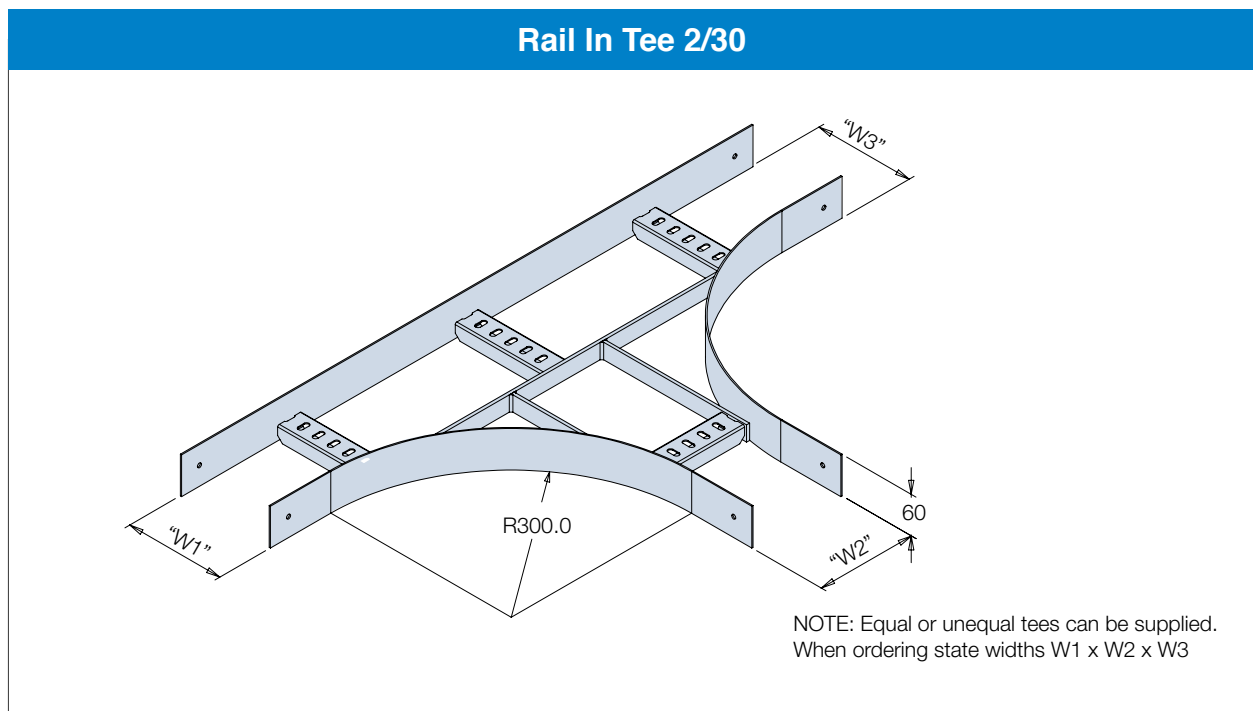 Rail In Tee 2/30
“W3”
R300.0
60
“W1”
“W2”
NOTE: Equal or unequal tees can be supplied.
When ordering state widths W1 x W2 x W3